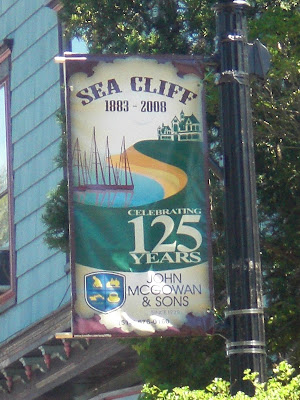 SEA CLIFF
1883 - 2008
CELEBRATING
125
YEARS
JOHN
MCGOWAN
& SONS